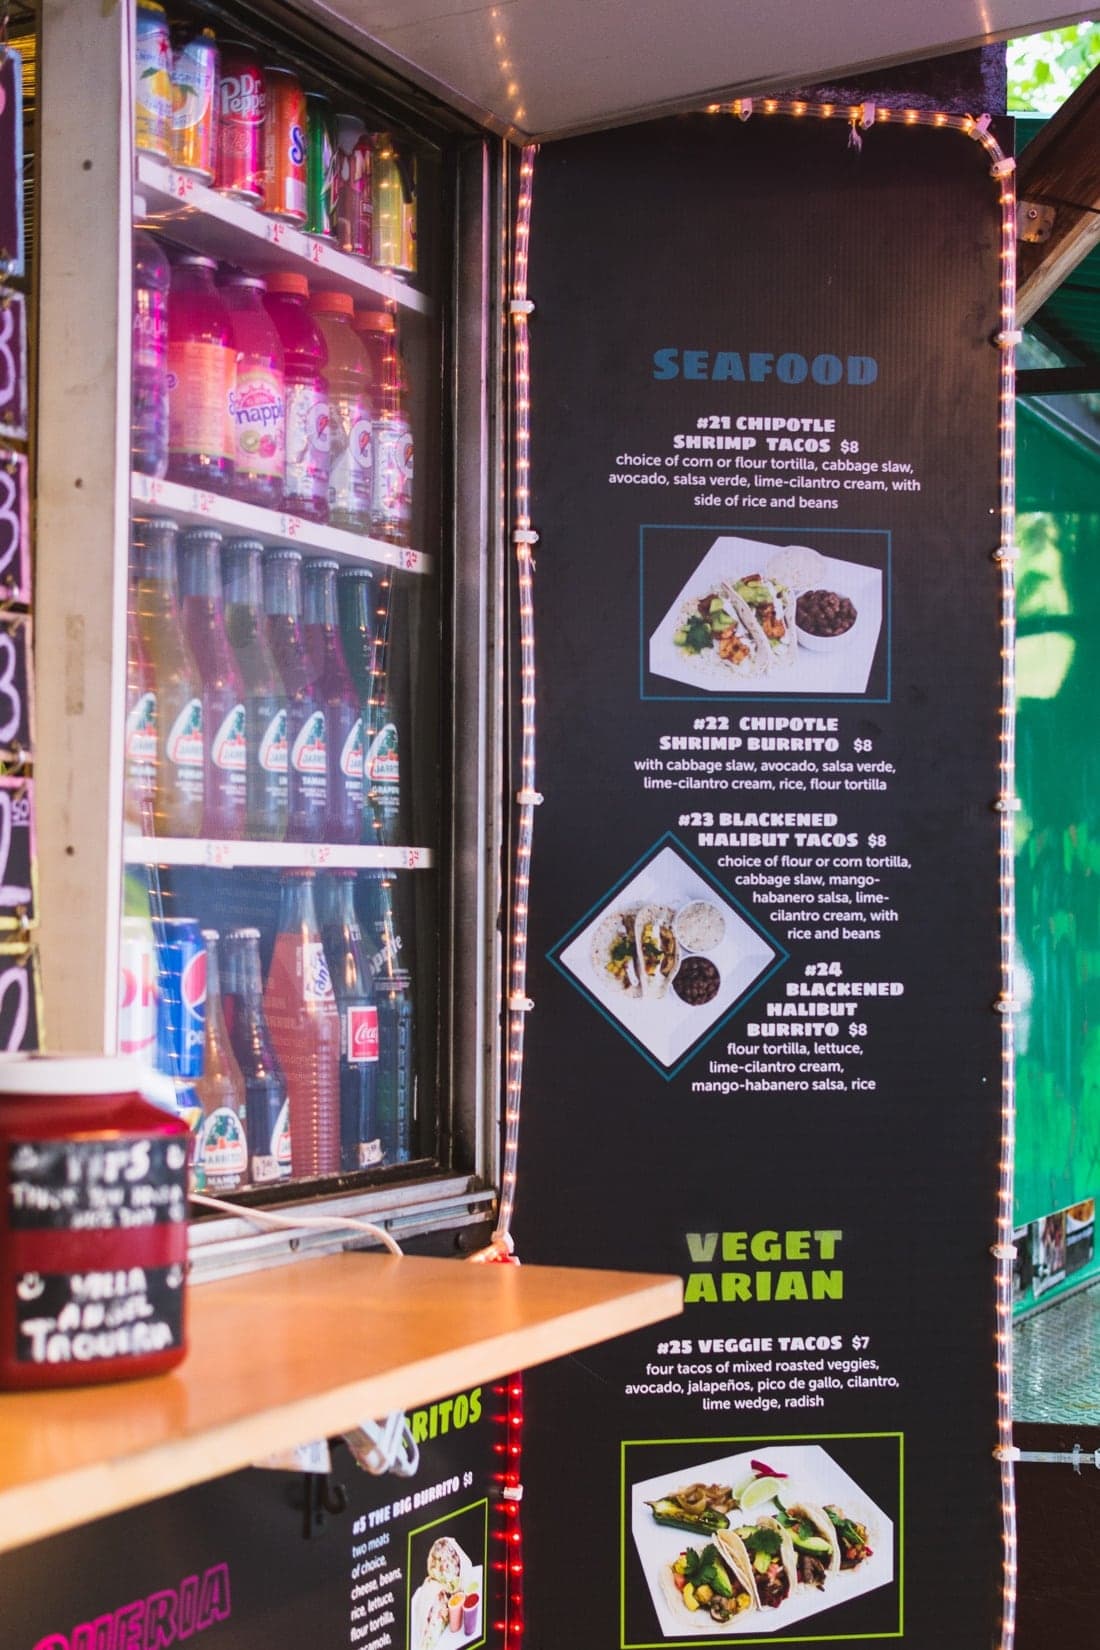 SEAFOOD
#21 CHIPOTLE
SHRIMP TACOS $8
choice of corn or flour tortilla, cabbage slaw,
avocado, salsa verde, lime-cilantro cream, with
side of rice and beans
#22 CHIPOTLE
SHRIMP BURRITO $8
with cabbage slaw, avocado, salsa verde,
lime-cilantro cream, rice, flour tortilla
#23 BLACKENED
HALIBUT TACOS $8
choice of flour or corn tortilla,
cabbage slaw, mango-
habanero salsa, lime-
cilantro cream, with
rice and beans
#24
BLACKENED
HALIBUT
BURRITO $8
flour tortilla, lettuce,
lime-cilantro cream,
mango-habanero salsa, rice
VEGET
ARIAN
#25 VEGGIE TACOS $7
four tacos of mixed roasted veggies,
avocado, jalapeños, pico de gallo, cilantro,
lime wedge, radish
RITOS
#5 THE BIG BURRITO $8
two meats
of choice,
cheese, beans,
rice, lettuce,
flour tortilla,
TIPS
VILLA
ANGEL
TAQUERIA
Dr
Pepper
Snapple
Fanta
Coca
Sprite
MANGO